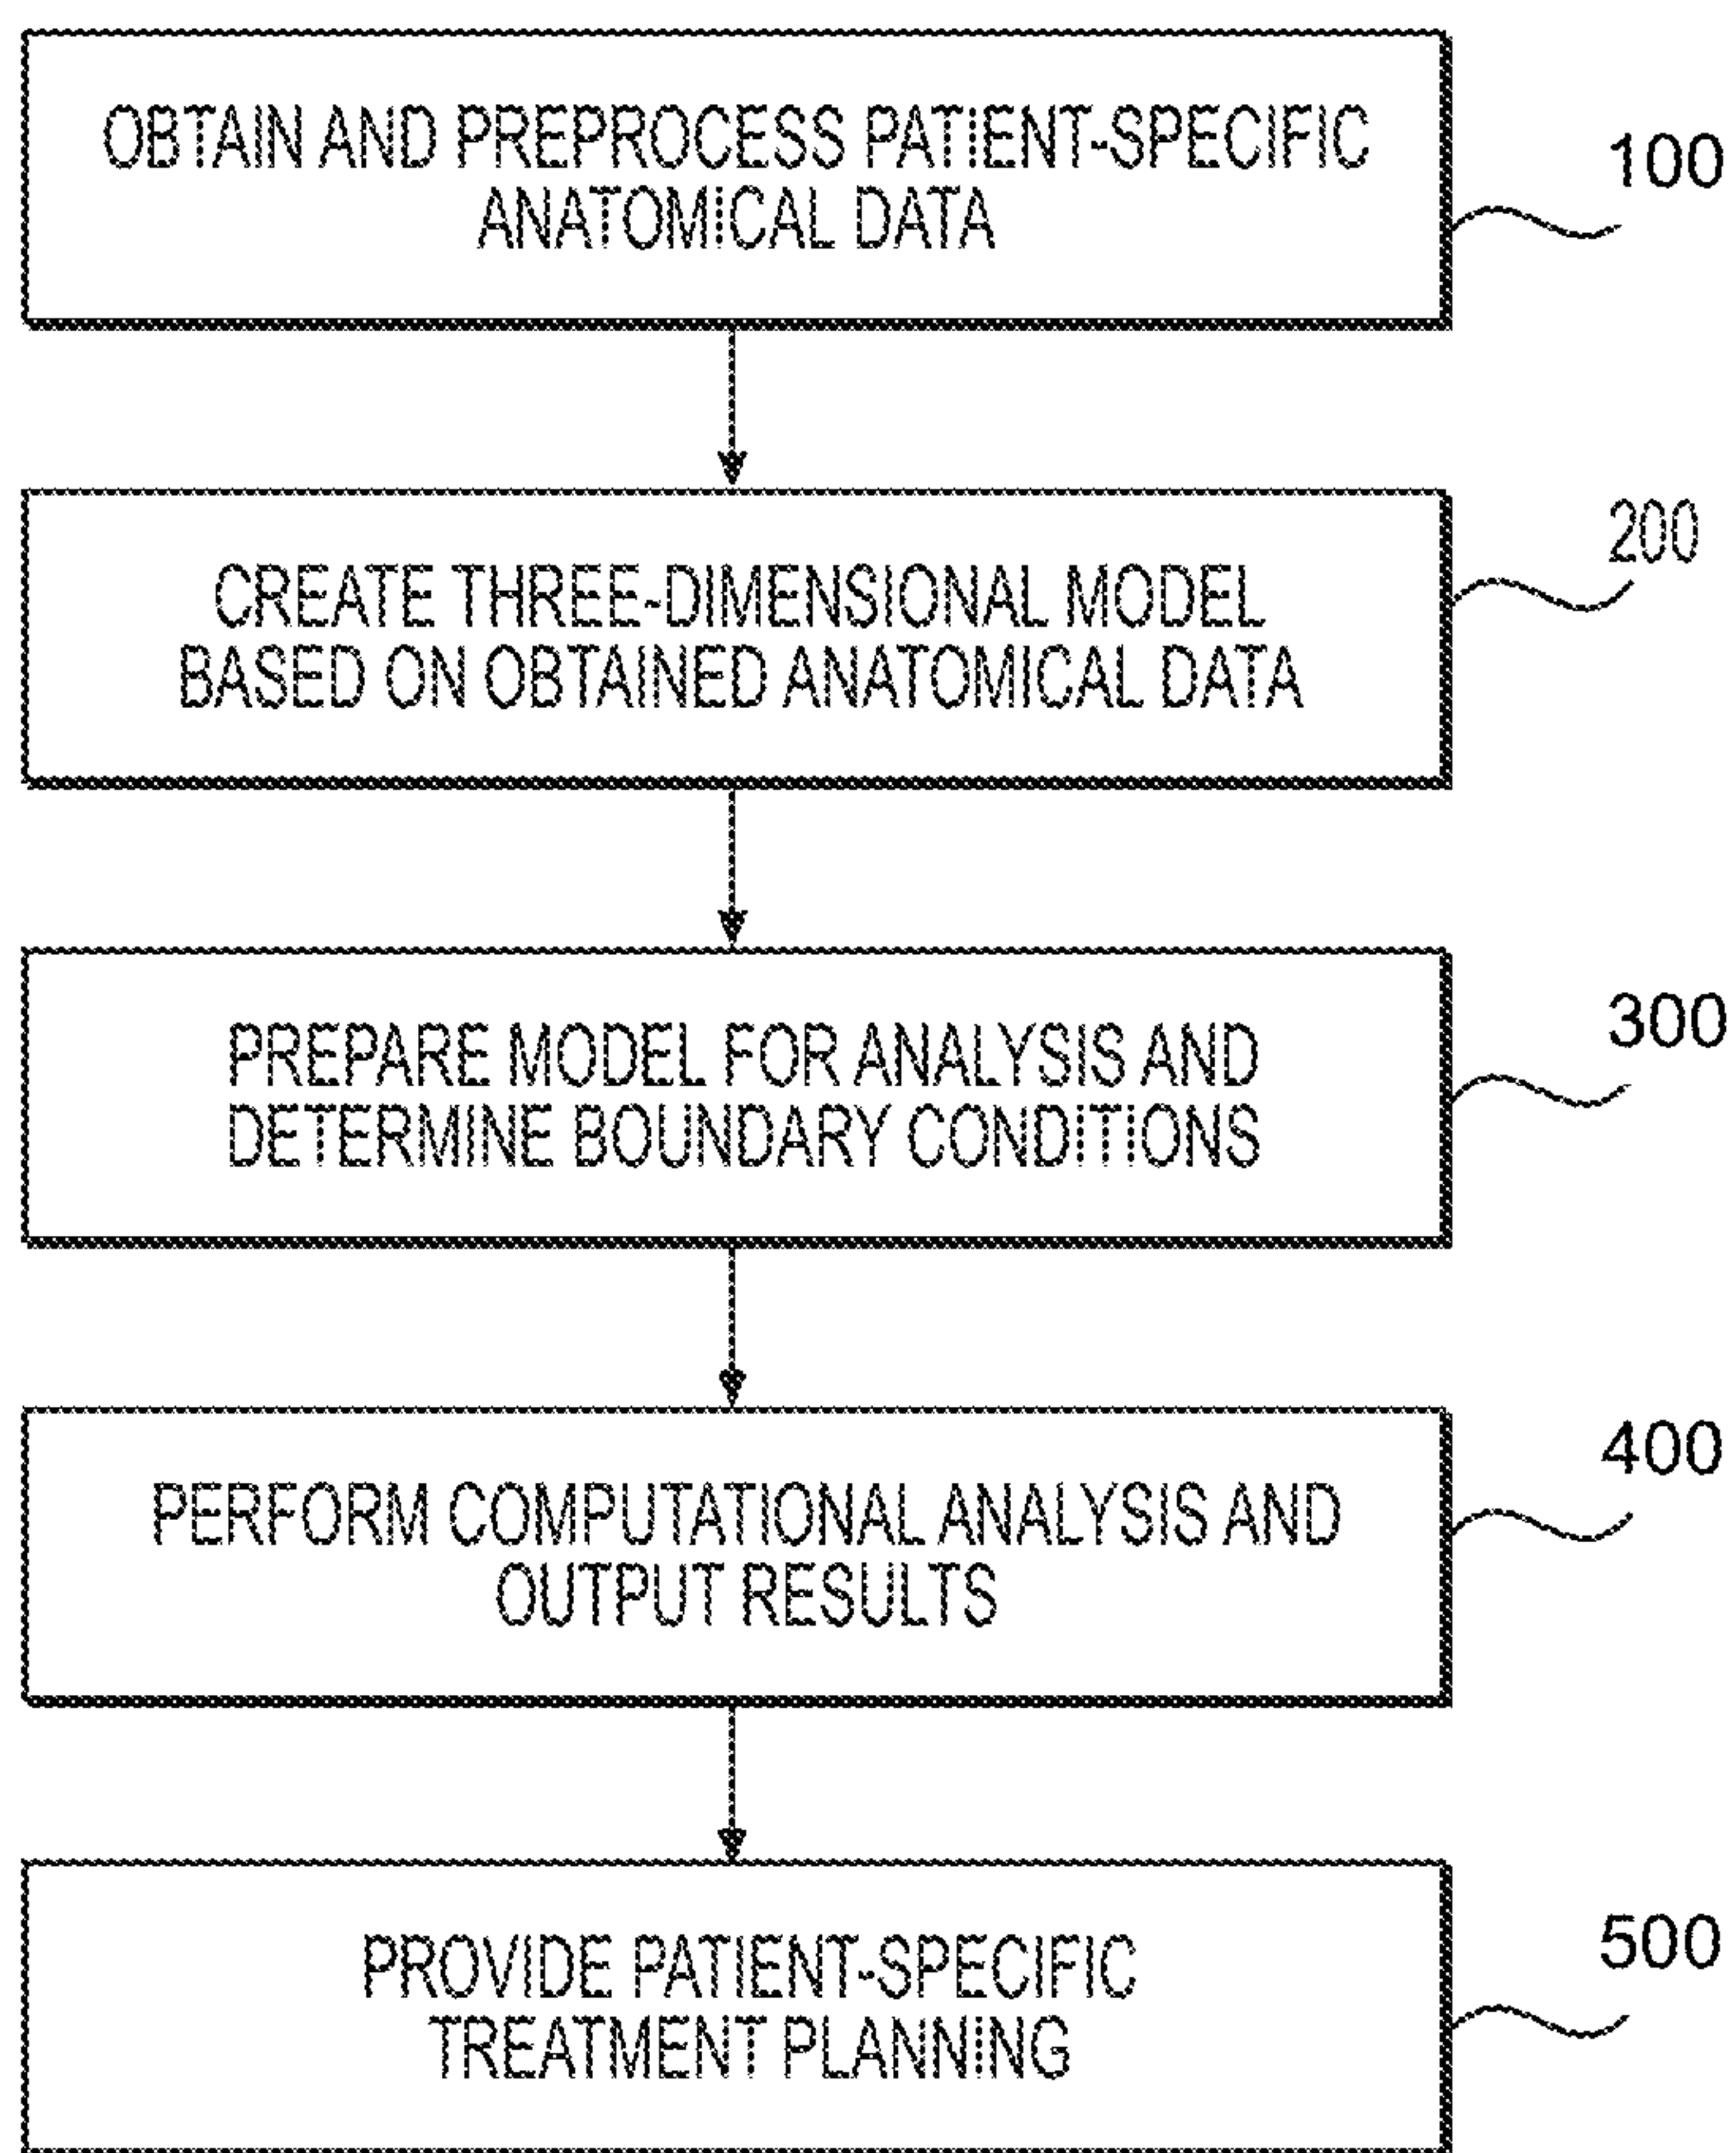 OBTAIN AND PREPROCESS PATIENT-SPECIFIC
ANATOMICAL DATA
100
CREATE THREE-DIMENSIONAL MODEL
BASED ON OBTAINED ANATOMICAL DATA
200
PREPARE MODEL FOR ANALYSIS AND
DETERMINE BOUNDARY CONDITIONS
300
PERFORM COMPUTATIONAL ANALYSIS AND
OUTPUT RESULTS
400
PROVIDE PATIENT-SPECIFIC
TREATMENT PLANNING
500